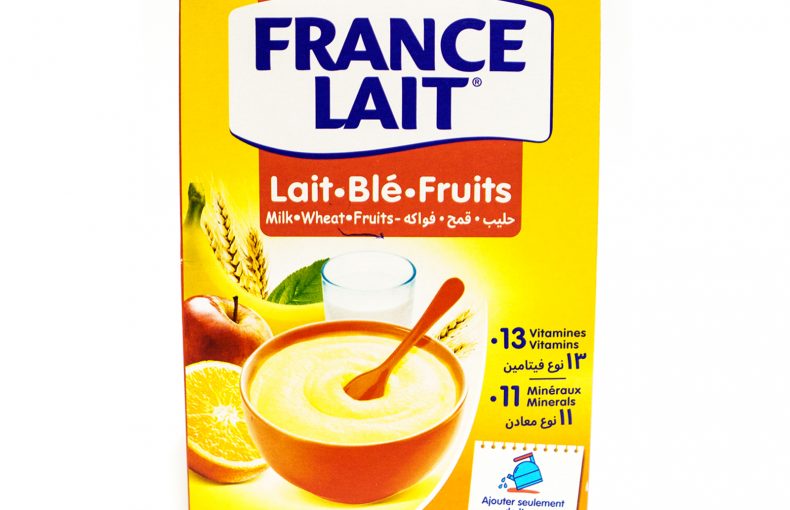 FRANCE
LAIT®
Lait•Blé•Fruits
Milk•Wheat•Fruits - حليب • قمح • فواكه
•13 Vitamines
Vitamins
١٣ نوع فيتامين
•11 Minéraux
Minerals
١١ نوع معادن
Ajouter seulement